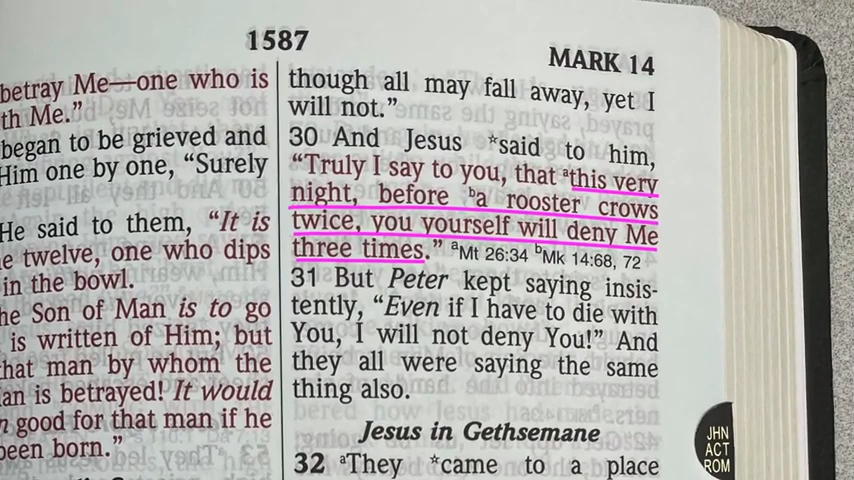 1587
MARK 14
betray Me—one who is
th Me.”
began to be grieved and
Him one by one, “Surely
He said to them, “It is
e twelve, one who dips
in the bowl.
he Son of Man is to go
is written of Him; but
that man by whom the
an is betrayed! It would
n good for that man if he
been born.”
though all may fall away, yet I
will not.”
30 And Jesus *said to him,
“Truly I say to you, that ᵃthis very
night, before ᵇa rooster crows
twice, you yourself will deny Me
three times.” ᵃMt 26:34 ᵇMk 14:68, 72
31 But Peter kept saying insis-
tently, “Even if I have to die with
You, I will not deny You!” And
they all were saying the same
thing also.
Jesus in Gethsemane
32 ᵃThey *came to a place
JHN
ACT
ROM